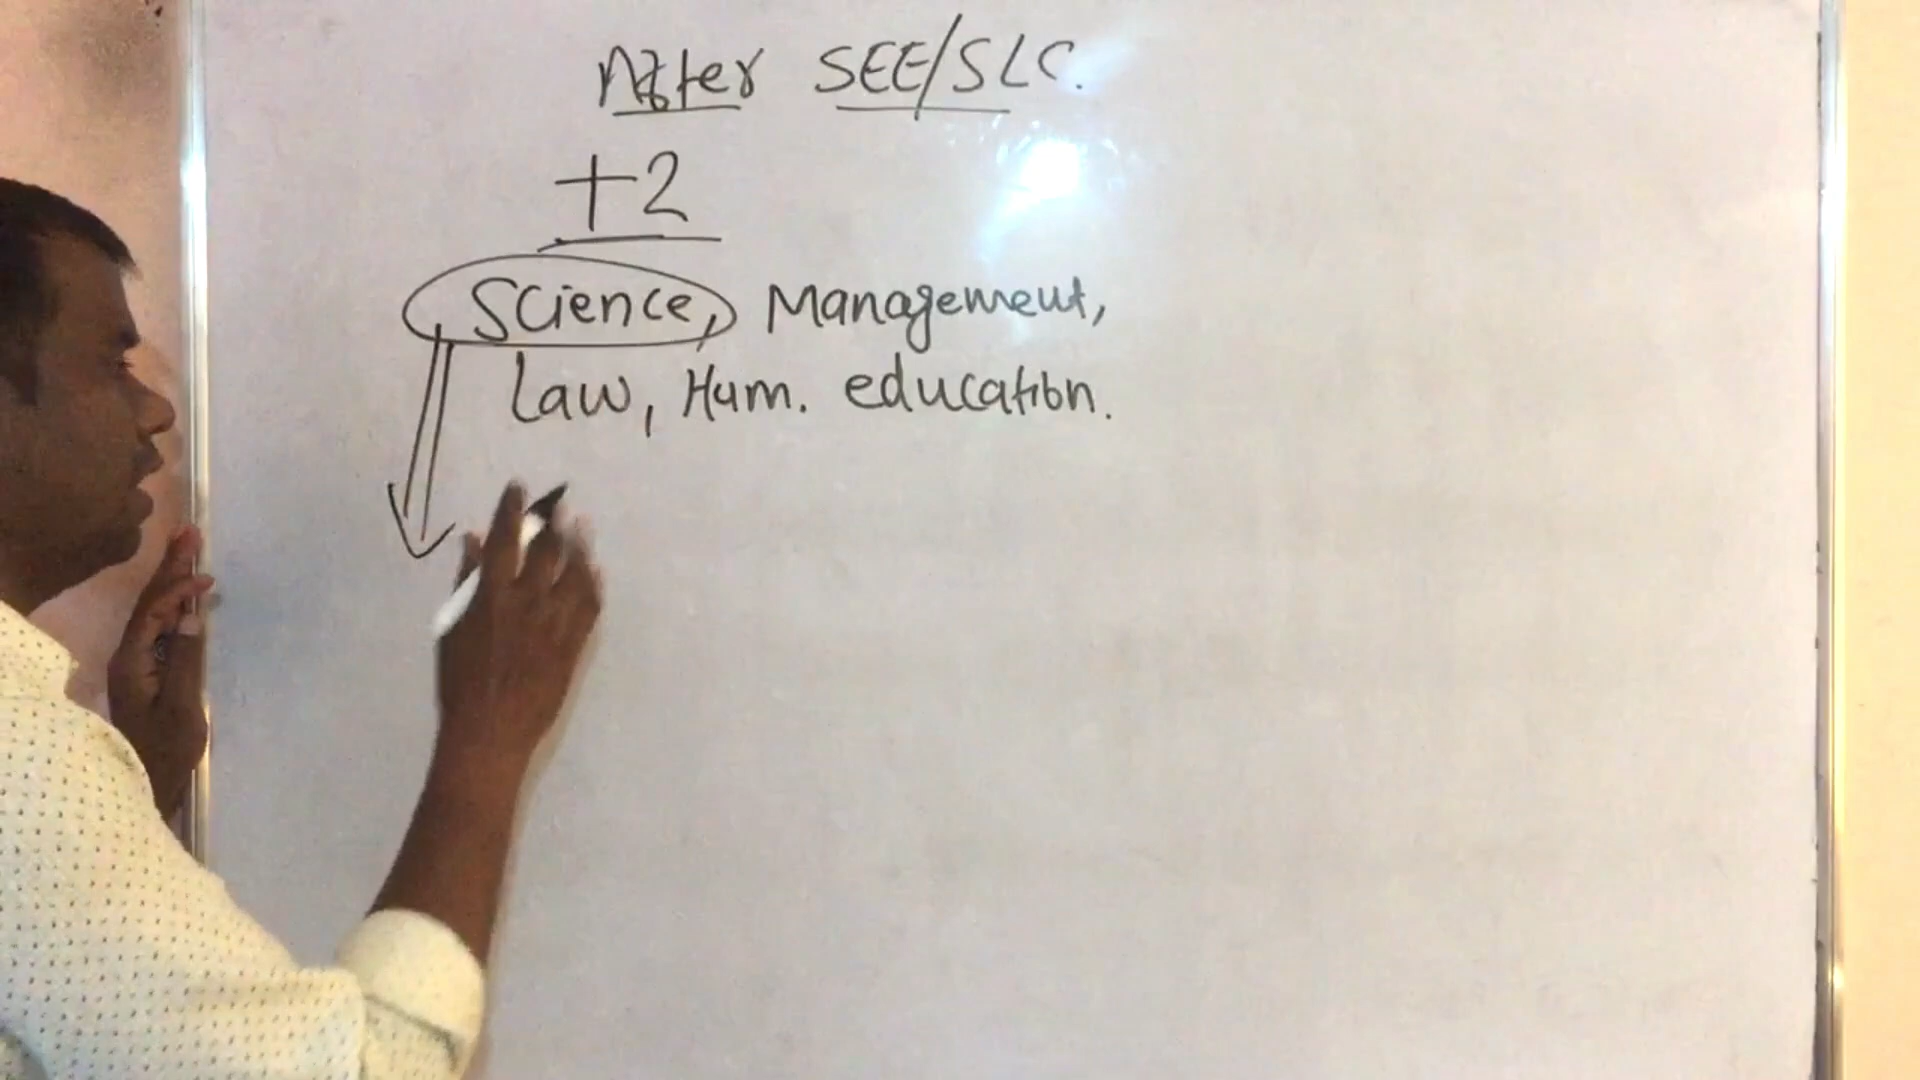 After SEE/SLC.
+2
Science, Management,
Law, Hum. education.